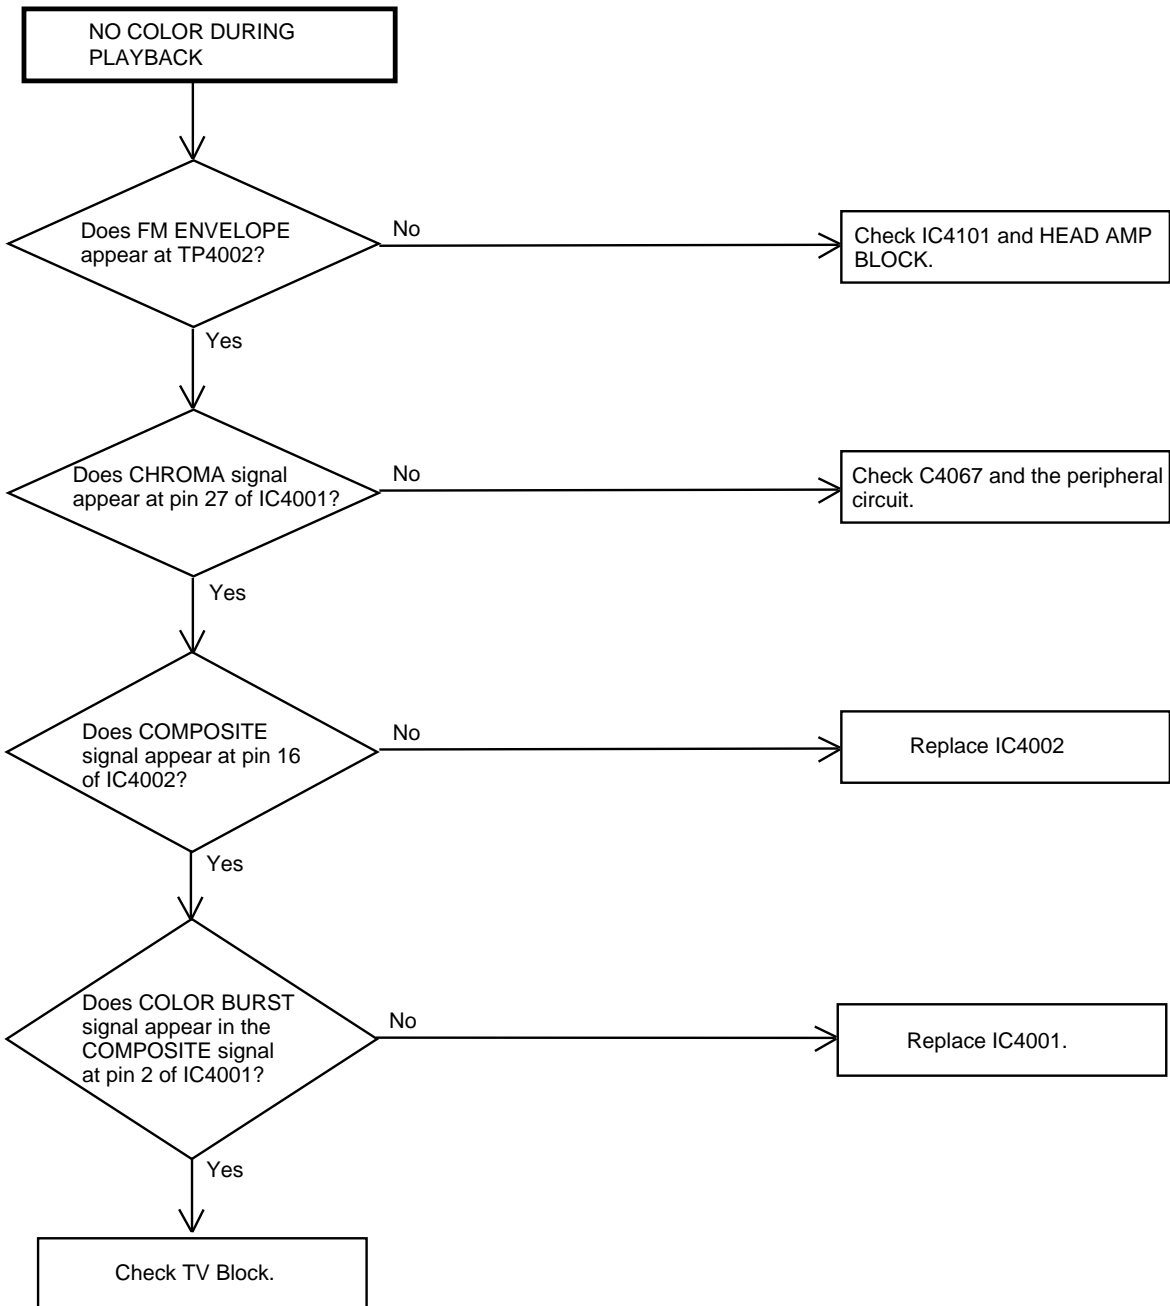 NO COLOR DURING
PLAYBACK
Does FM ENVELOPE
appear at TP4002?
No
Check IC4101 and HEAD AMP
BLOCK.
Yes
Does CHROMA signal
appear at pin 27 of IC4001?
No
Check C4067 and the peripheral
circuit.
Yes
Does COMPOSITE
signal appear at pin 16
of IC4002?
No
Replace IC4002
Yes
Does COLOR BURST
signal appear in the
COMPOSITE signal
at pin 2 of IC4001?
No
Replace IC4001.
Yes
Check TV Block.